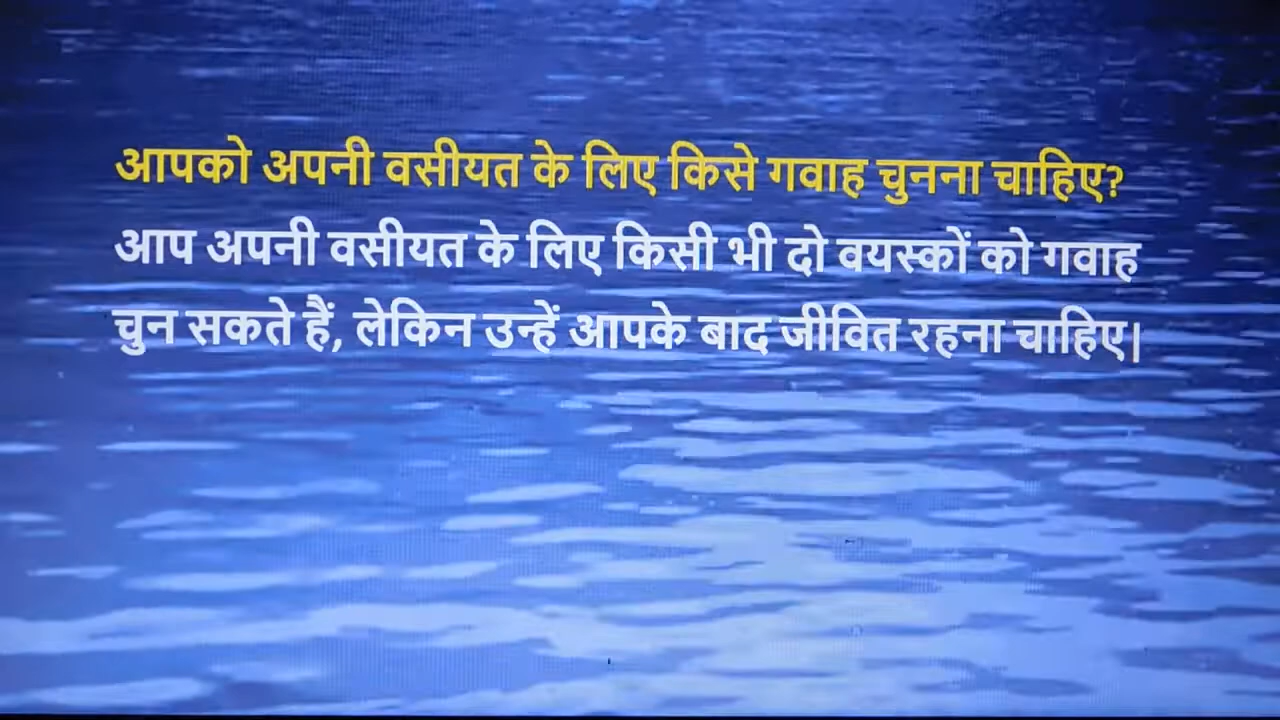 आपको अपनी वसीयत के लिए किसे गवाह चुनना चाहिए?
आप अपनी वसीयत के लिए किसी भी दो वयस्कों को गवाह
चुन सकते हैं, लेकिन उन्हें आपके बाद जीवित रहना चाहिए|